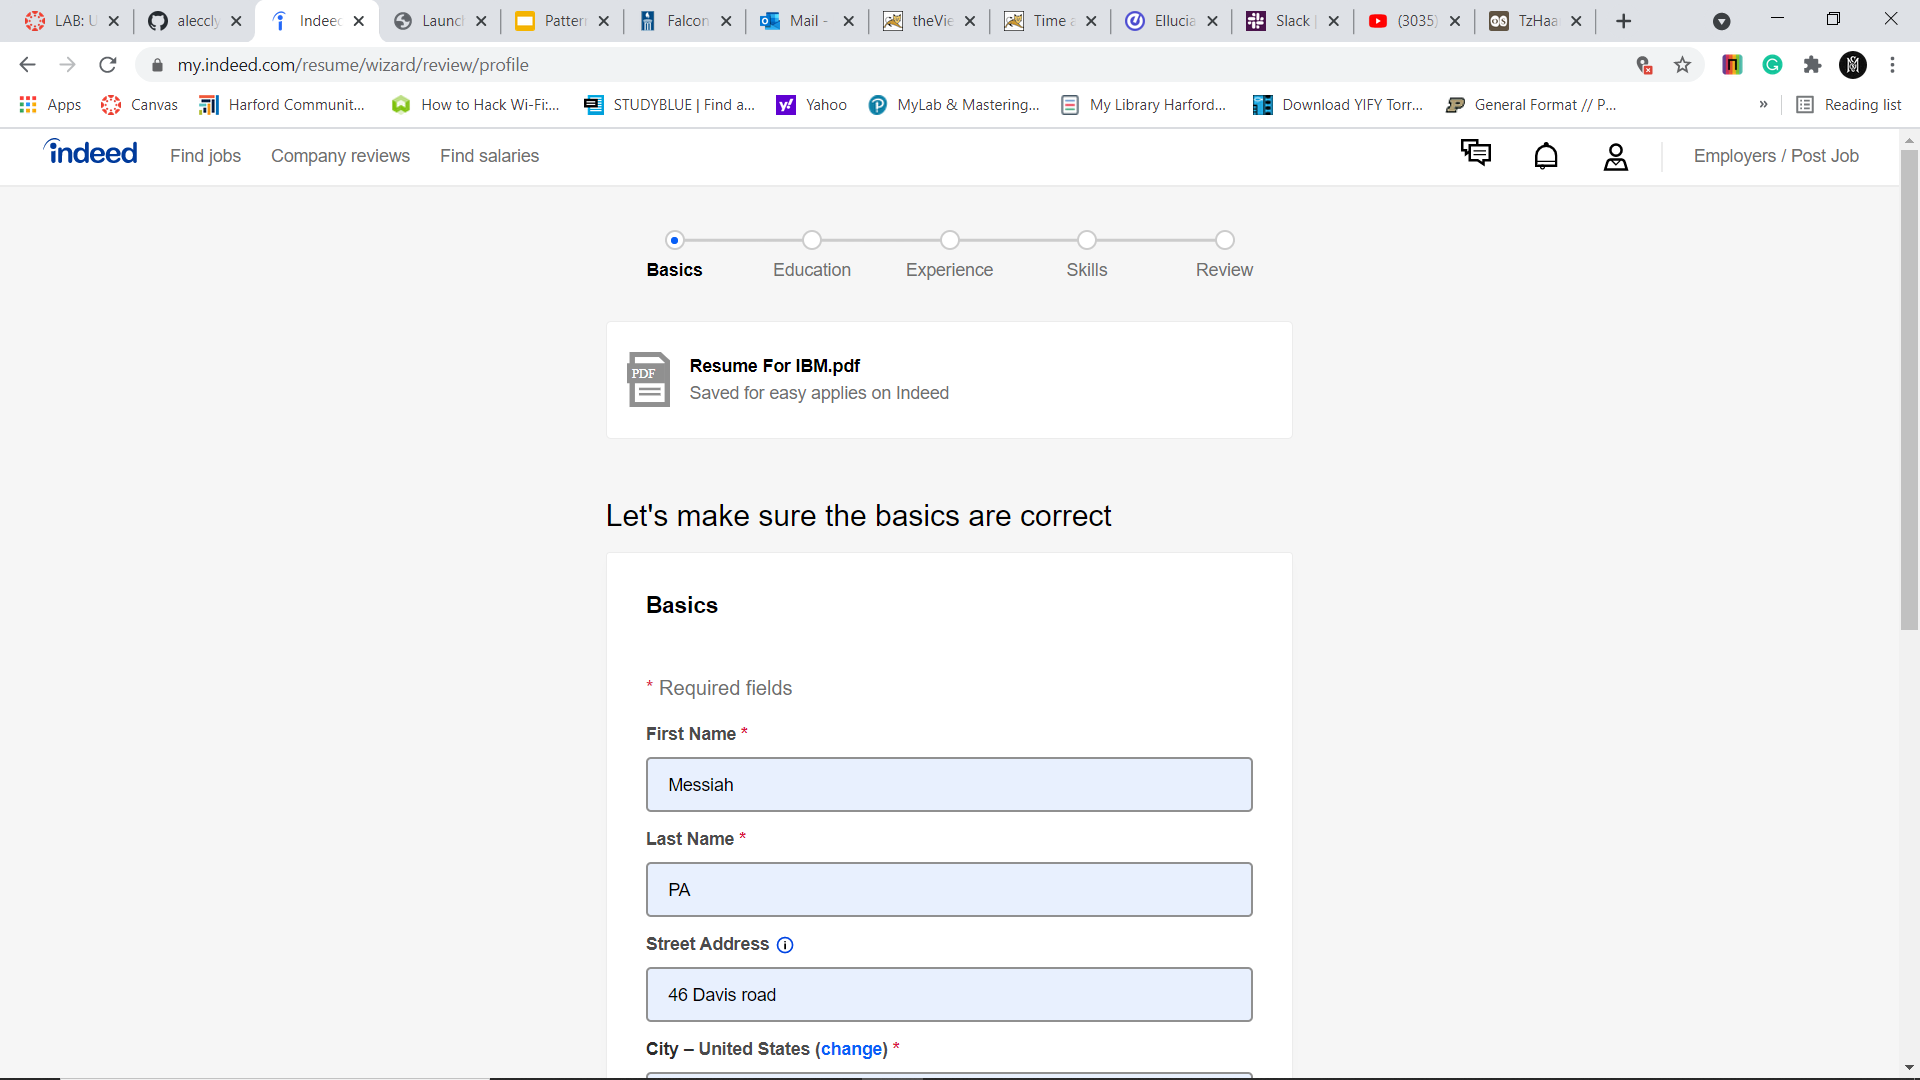 LAB: U
aleccly
Indeed
Launch
Pattern
Falcon
Mail -
theVie
Time a
Ellucia
Slack |
(3035)
TzHaa
my.indeed.com/resume/wizard/review/profile
Apps
Canvas
Harford Communit...
How to Hack Wi-Fi:...
STUDYBLUE | Find a...
Yahoo
MyLab & Mastering...
My Library Harford...
Download YIFY Torr...
General Format // P...
»
Reading list
indeed
Find jobs
Company reviews
Find salaries
Employers / Post Job
Basics
Education
Experience
Skills
Review
PDF
Resume For IBM.pdf
Saved for easy applies on Indeed
Let's make sure the basics are correct
Basics
* Required fields
First Name *
Messiah
Last Name *
PA
Street Address
46 Davis road
City – United States (change) *